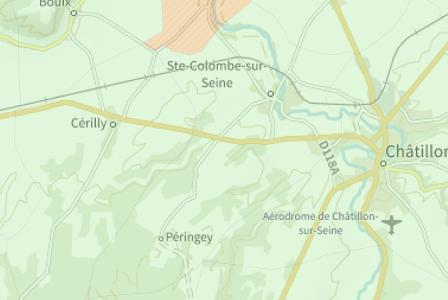 Bouix
Ste-Colombe-sur-
Seine
Cérilly
D118A
Châtillon
Aérodrome de Châtillon-
sur-Seine
Péringey